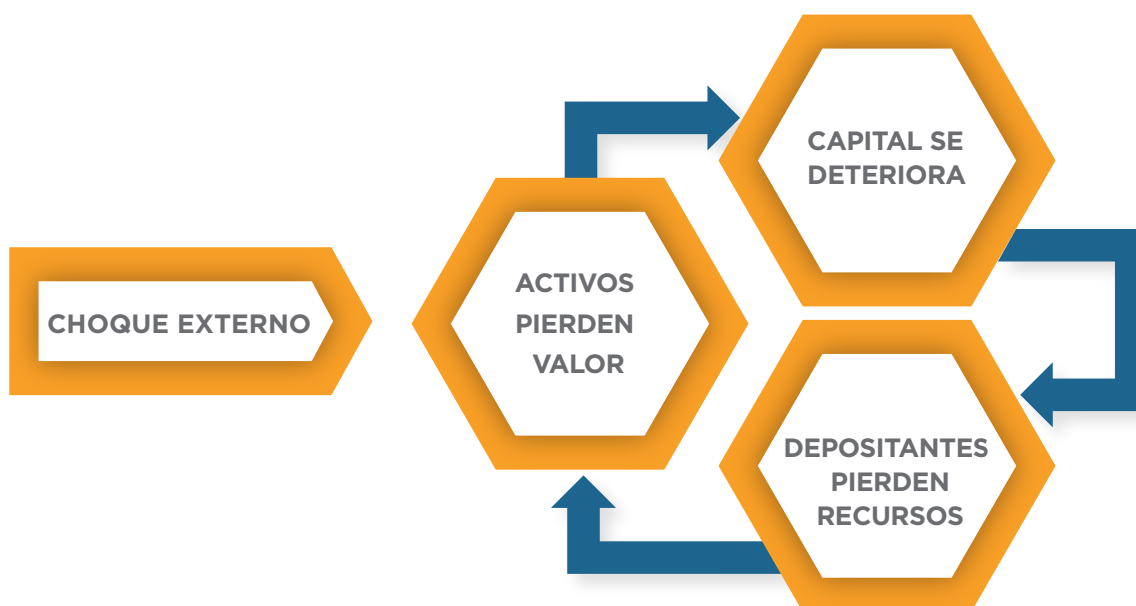 CHOQUE EXTERNO
ACTIVOS
PIERDEN
VALOR
CAPITAL SE
DETERIORA
DEPOSITANTES
PIERDEN
RECURSOS